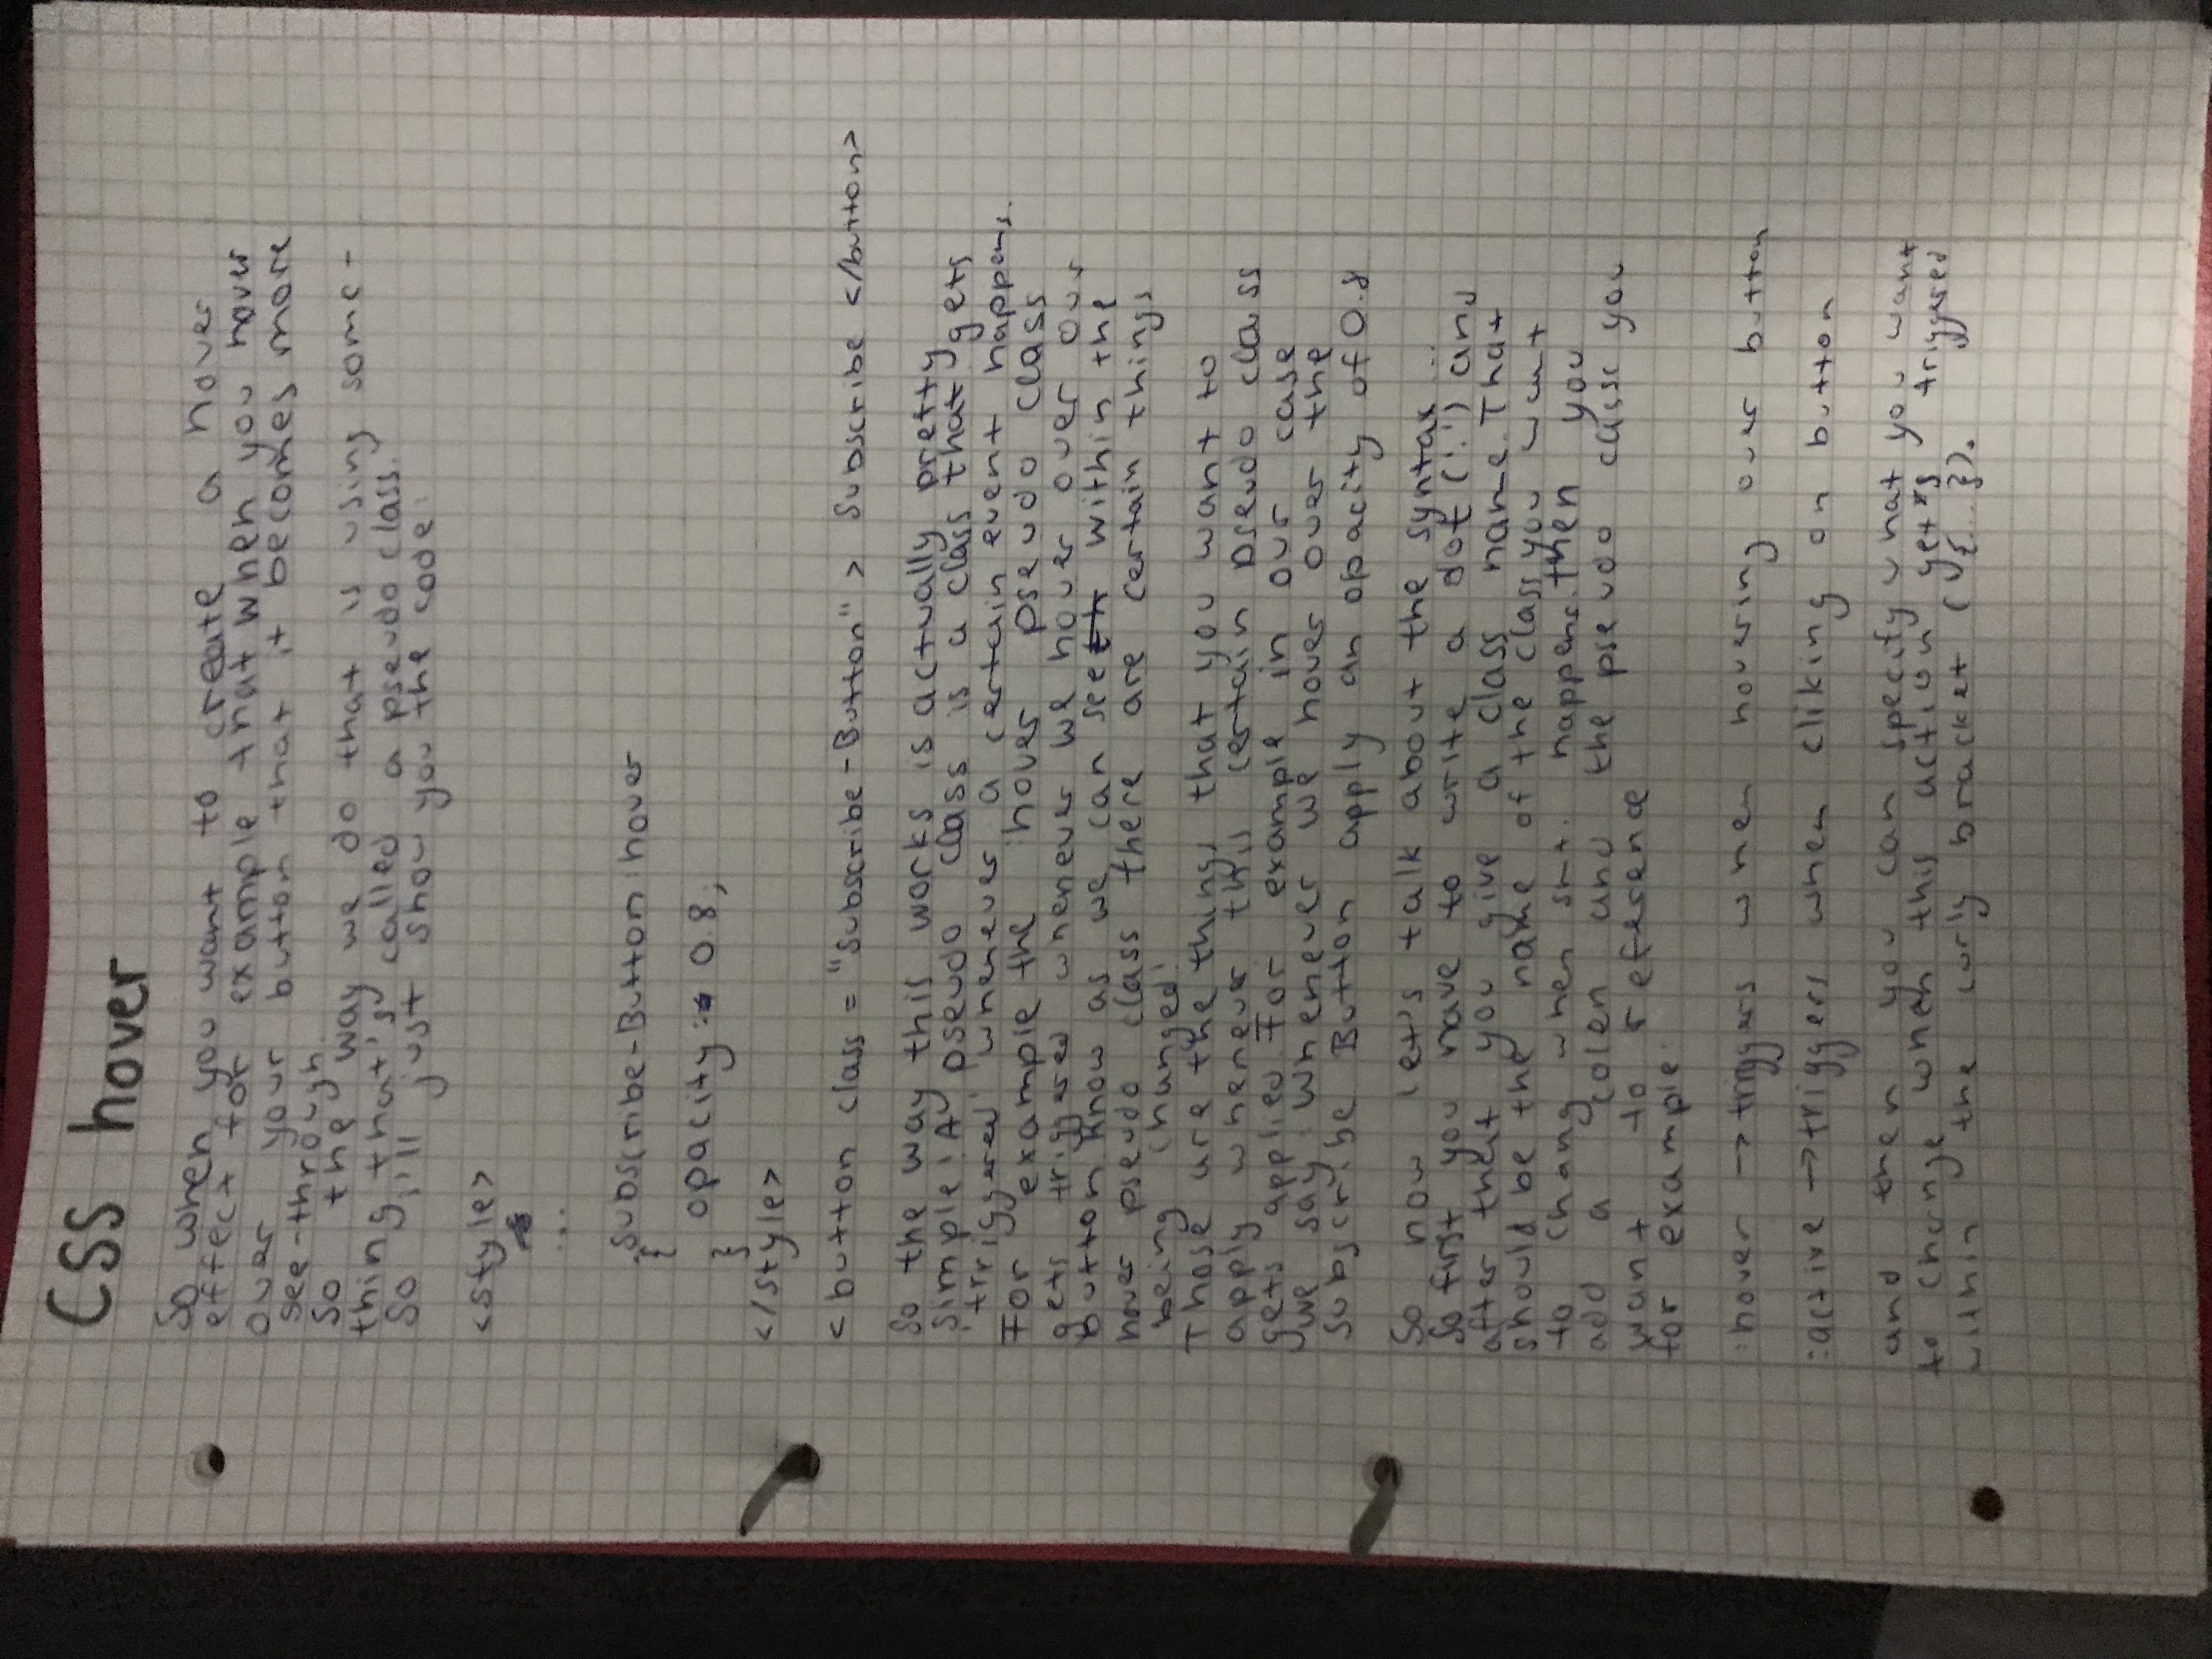 CSS hover
So when you want to create a hover
effect for example that when you hover
over your button that it becomes more
see-through.
So the way we do that is using some-
thing that's called a pseudo class.
So i'll just show you the code:
<style>
...
.Subscribe-Button:hover
{
opacity: 0.8;
}
</style>
<button class = "Subscribe-Button" > Subscribe </button>
So the way this works is actually pretty
simple! A pseudo class is a class that gets
'trriggered' whenever a certain event happens.
For example the :hover pseudo class
gets triggered whenever we hover over our
button. Know as we can see within the
hover pseudo class there are certain things
being changed!
Those are the things that you want to
apply whenever this certain pseudo class
gets applied. For example in our case
we say: Whenever we hover over the
Subscribe Button apply an opacity of 0.8
So now let's talk about the syntax...
So first you have to write a dot ('.') and
after that you give a class name. That
should be the name of the class you want
to chang when smt. happens. then you
add a colen and the pseudo class you
want to reference
for example:
:hover → triggers when hovering over button
:active → triggers when cliking on button
and then you can specify what you want
to change when this action gets triggered
within the curly bracket ( { .. }).